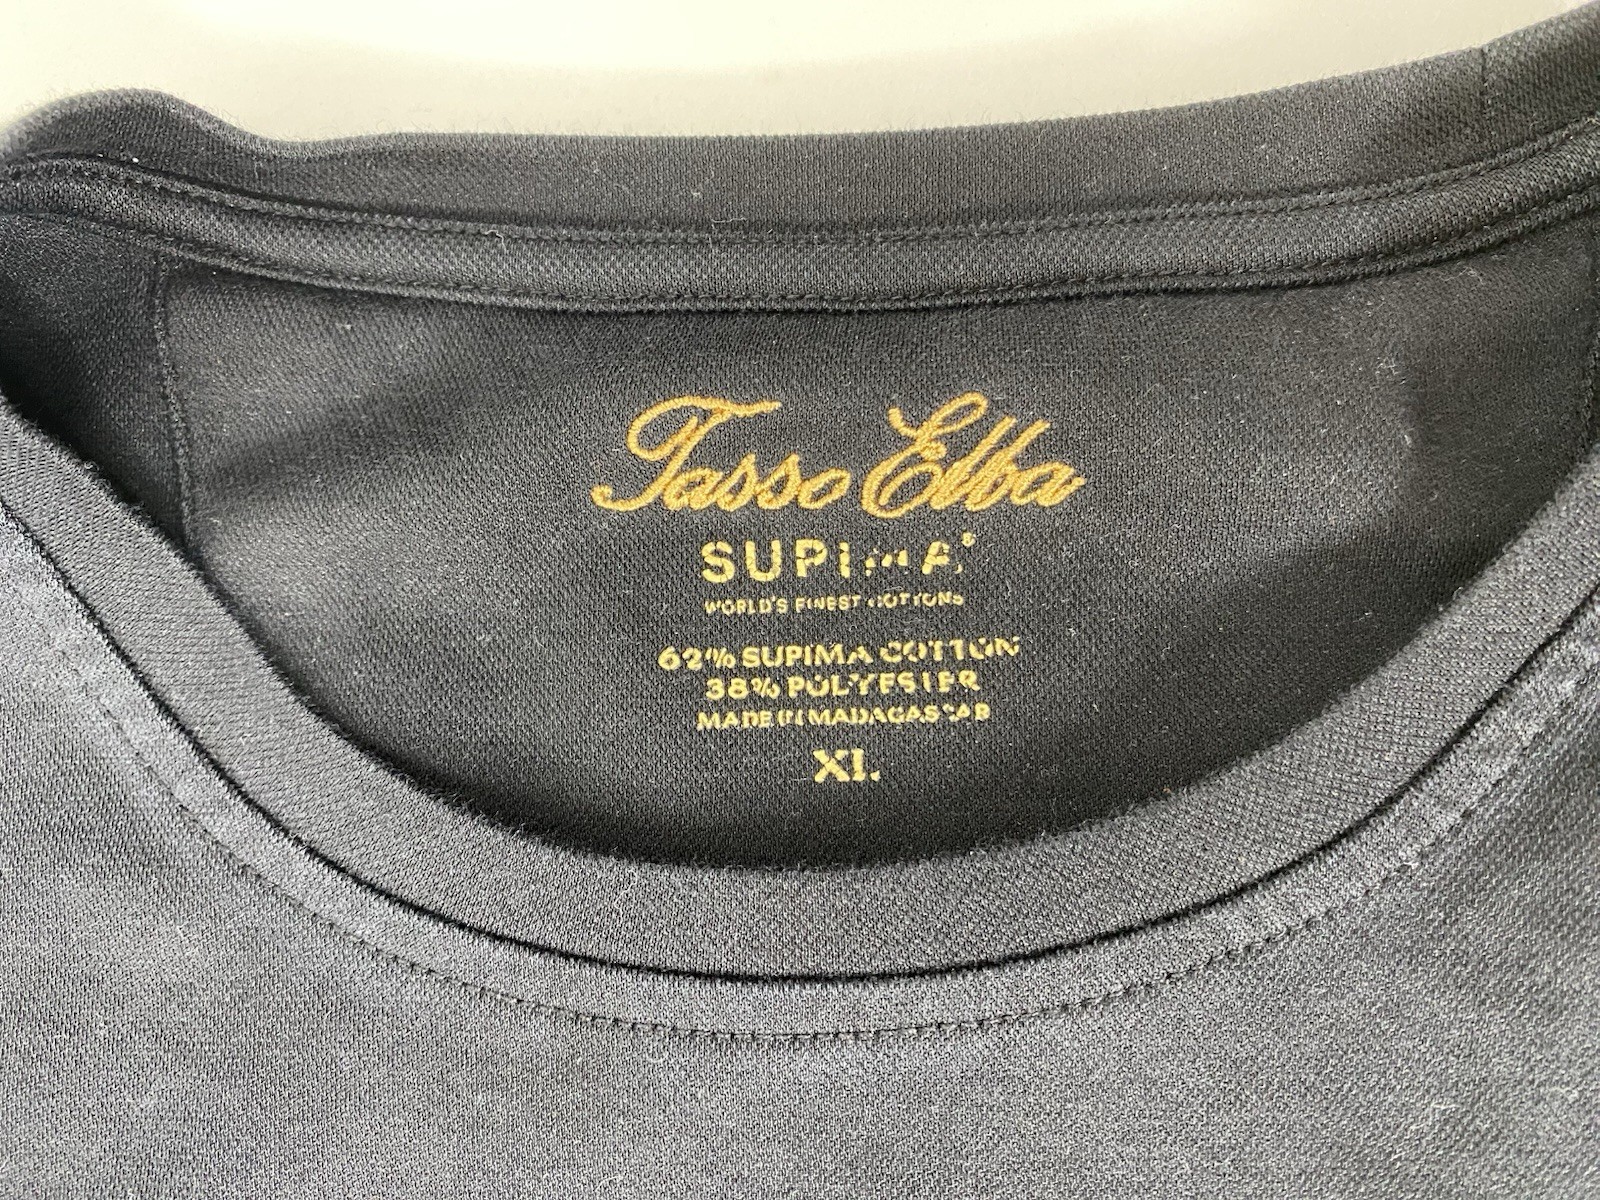 Tasso Elba
SUPIMA®
WORLD'S FINEST COTTONS
62% SUPIMA COTTON
38% POLYESTER
MADE IN MADAGASCAR
XL